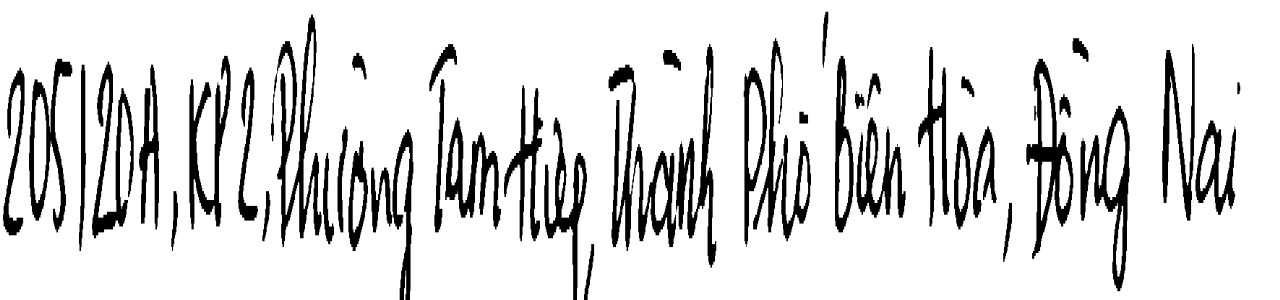 205/20A, KP2, Phường Tam Hiệp, Thành Phố Biên Hòa, Đồng Nai